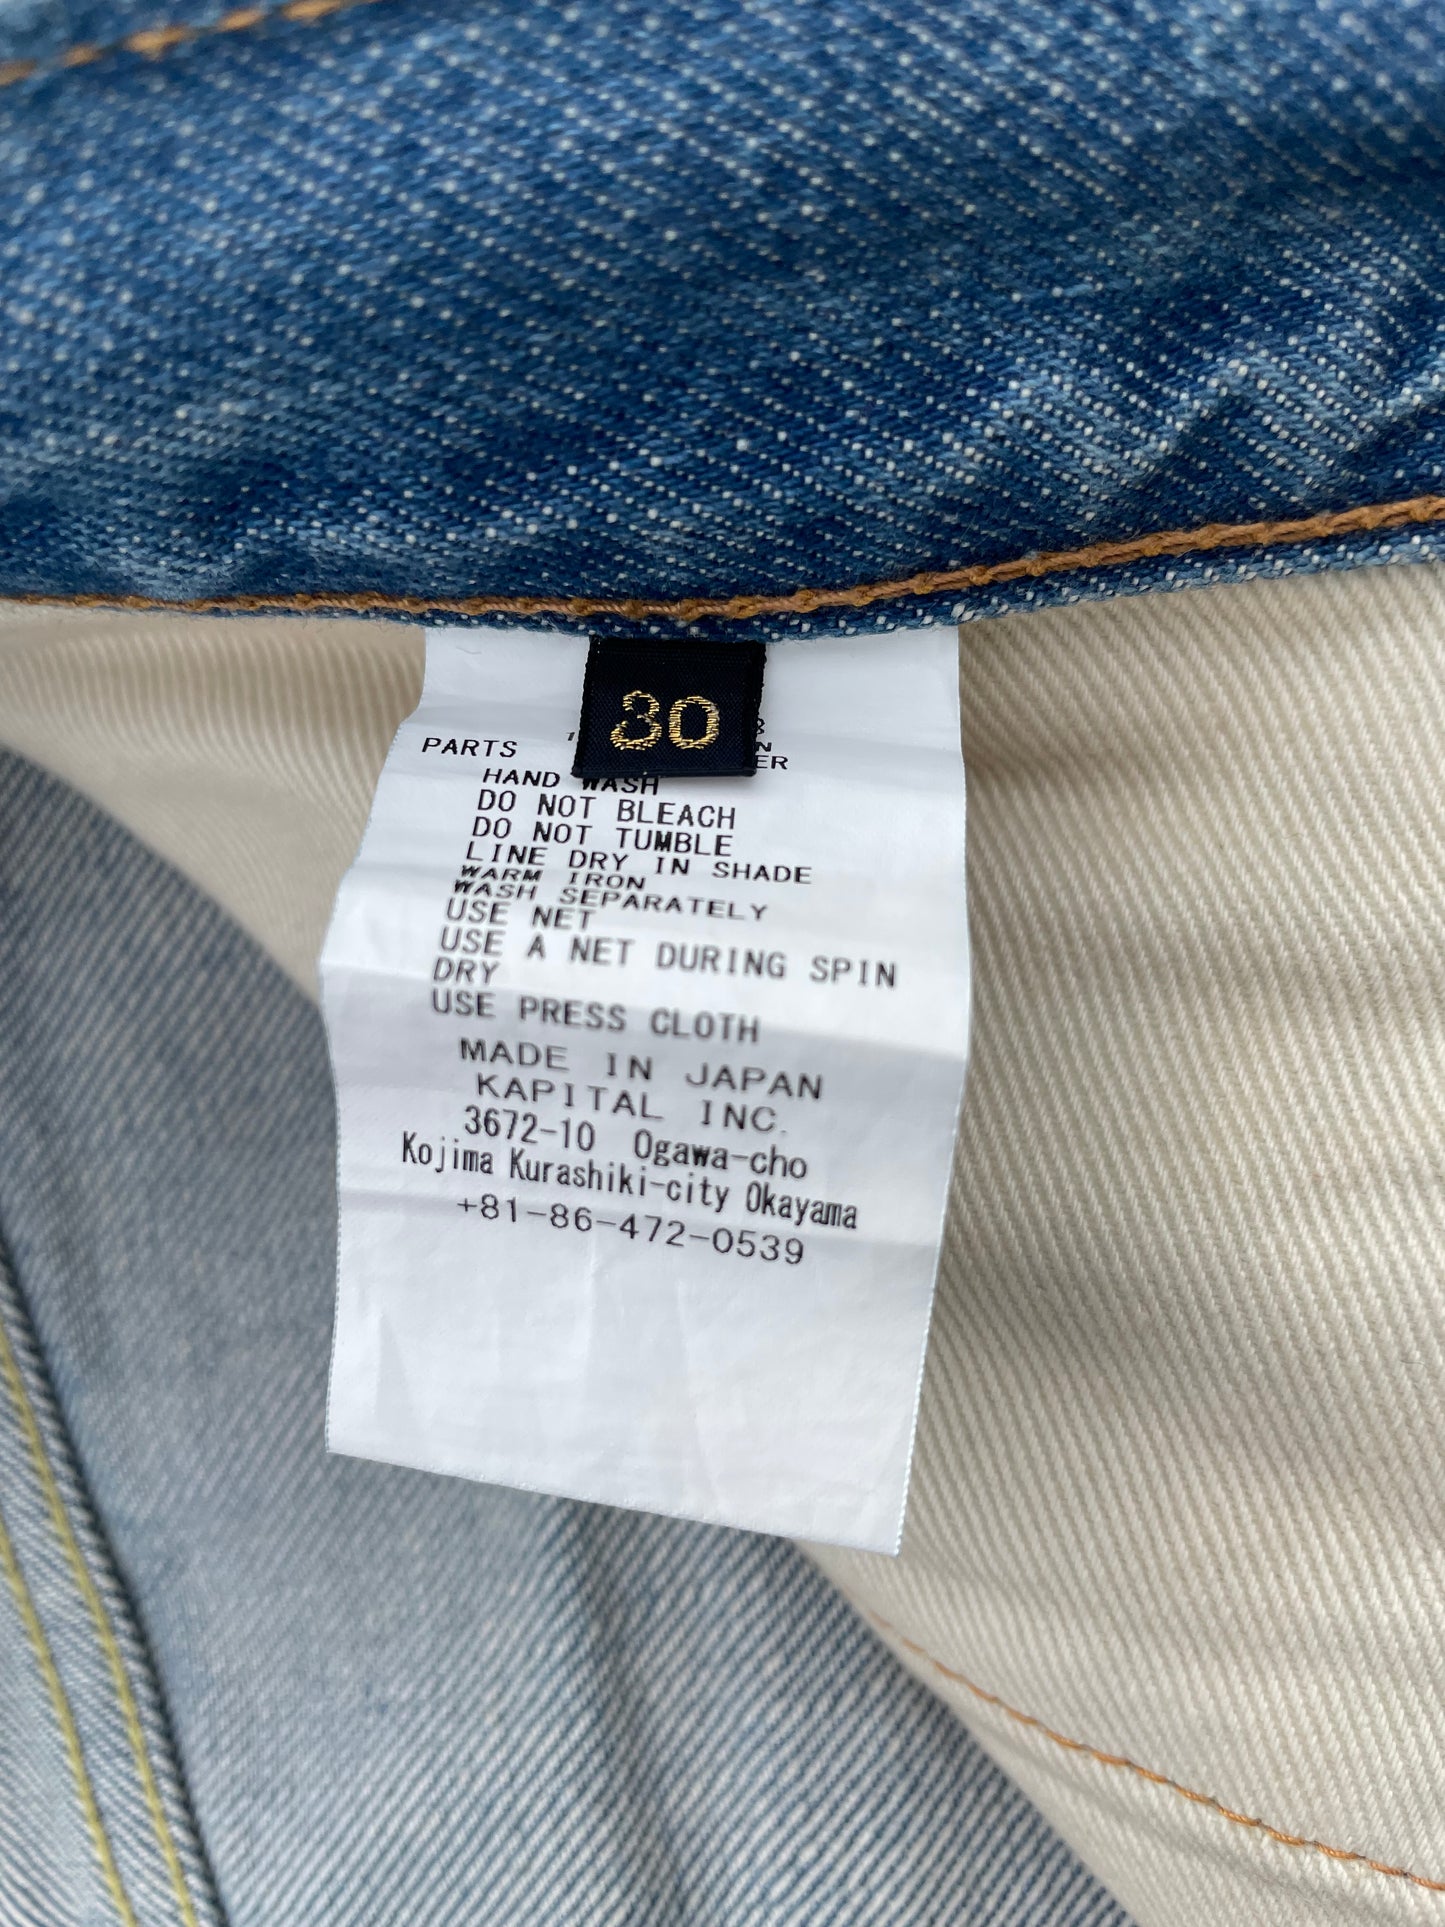 30
PARTS
HAND WASH
DO NOT BLEACH
DO NOT TUMBLE
LINE DRY IN SHADE
WARM IRON
WASH SEPARATELY
USE NET
USE A NET DURING SPIN
DRY
USE PRESS CLOTH
MADE IN JAPAN
KAPITAL INC.
3672-10 Ogawa-cho
Kojima Kurashiki-city Okayama
+81-86-472-0539